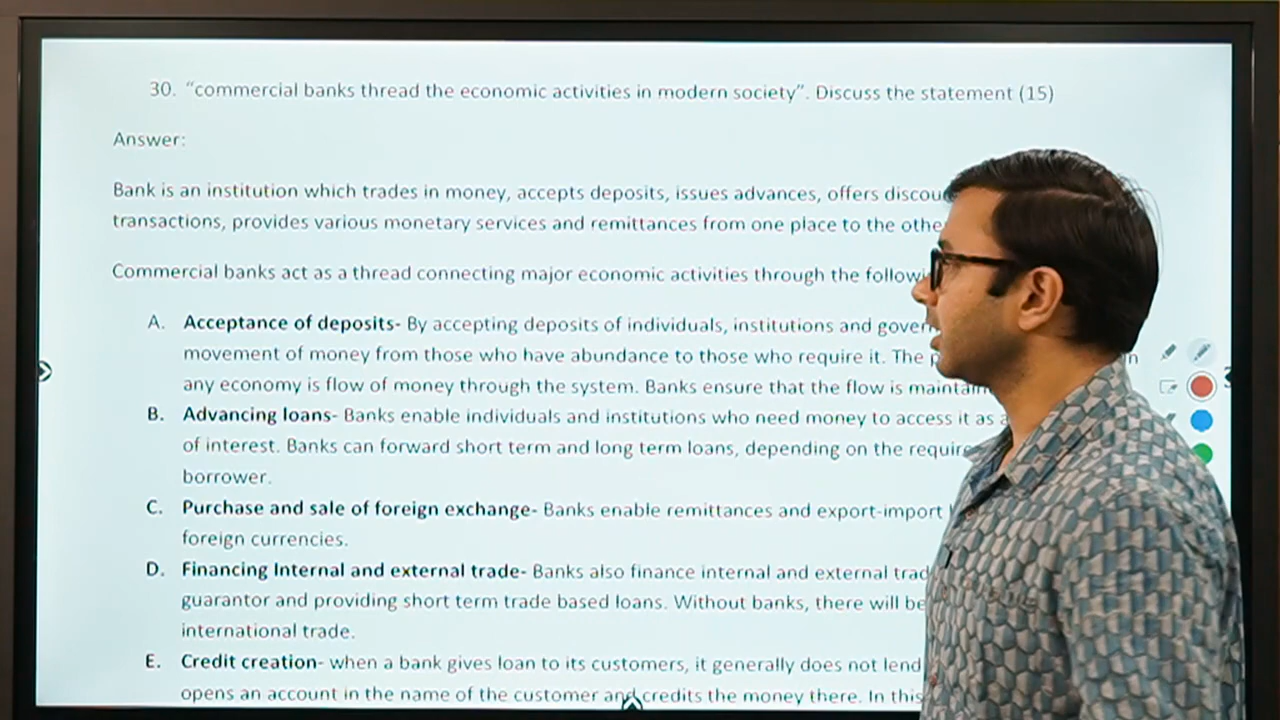 30. “commercial banks thread the economic activities in modern society”. Discuss the statement (15)
Answer:
Bank is an institution which trades in money, accepts deposits, issues advances, offers
transactions, provides various monetary services and remittances from one place to the
Commercial banks act as a thread connecting major economic activities through the
A. Acceptance of deposits- By accepting deposits of individuals, institutions and
movement of money from those who have abundance to those who require it. The
any economy is flow of money through the system. Banks ensure that the flow is
B. Advancing loans- Banks enable individuals and institutions who need money to access it as
of interest. Banks can forward short term and long term loans, depending on the
borrower.
C. Purchase and sale of foreign exchange- Banks enable remittances and export-import
foreign currencies.
D. Financing Internal and external trade- Banks also finance internal and external
guarantor and providing short term trade based loans. Without banks, there will be
international trade.
E. Credit creation- when a bank gives loan to its customers, it generally does not lend
opens an account in the name of the customer and credits the money there. In this